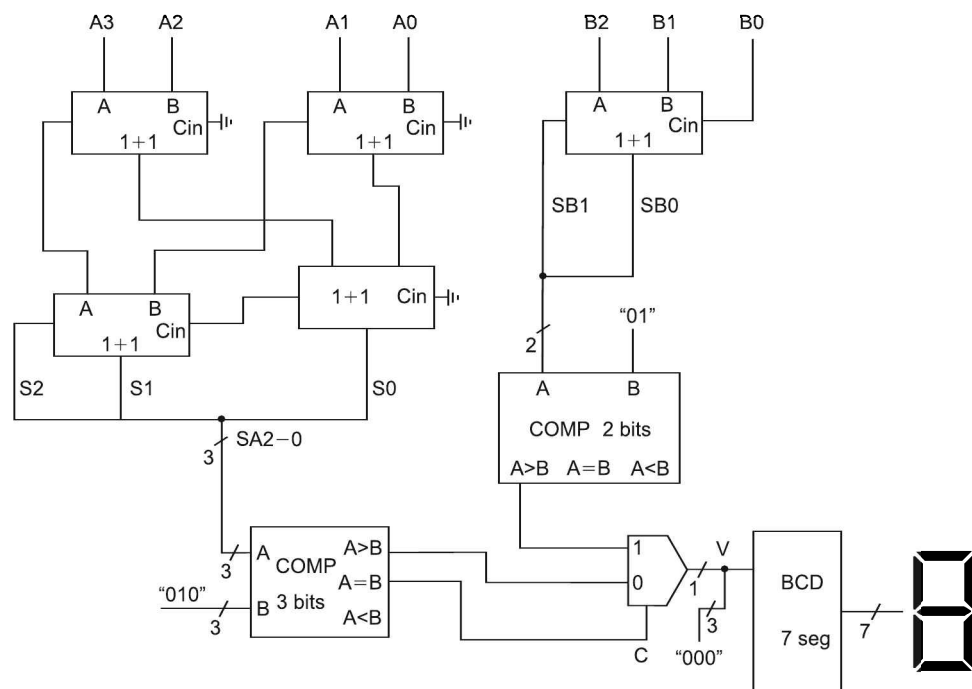 A3 A2 A1 A0 B2 B1 B0
A B Cin 1+1
A B Cin 1+1
A B Cin 1+1
SB1 SB0
A B Cin 1+1
1+1 Cin
S2 S1 S0
SA2−0
3
2
"01"
A B
COMP 2 bits
A>B A=B A<B
3 A
"010" 3 B
COMP
3 bits
A>B
A=B
A<B
1
0
C
1
V
3
"000"
BCD
7 seg
7